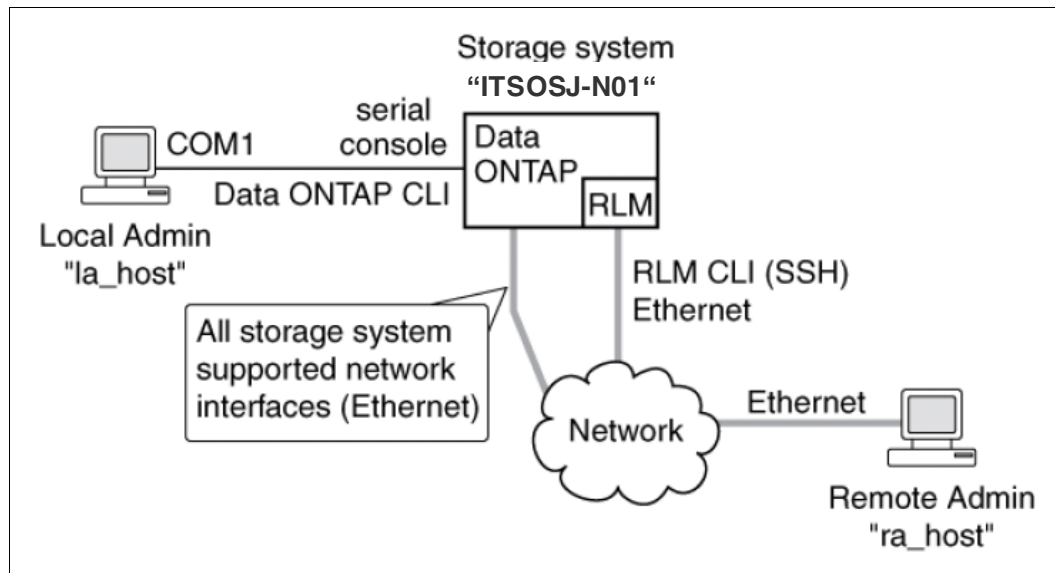 Storage system
“ITSOSJ-N01“
serial
console
COM1
Data ONTAP CLI
Data
ONTAP
RLM
Local Admin
"la_host"
RLM CLI (SSH)
Ethernet
All storage system
supported network
interfaces (Ethernet)
Network
Ethernet
Remote Admin
"ra_host"